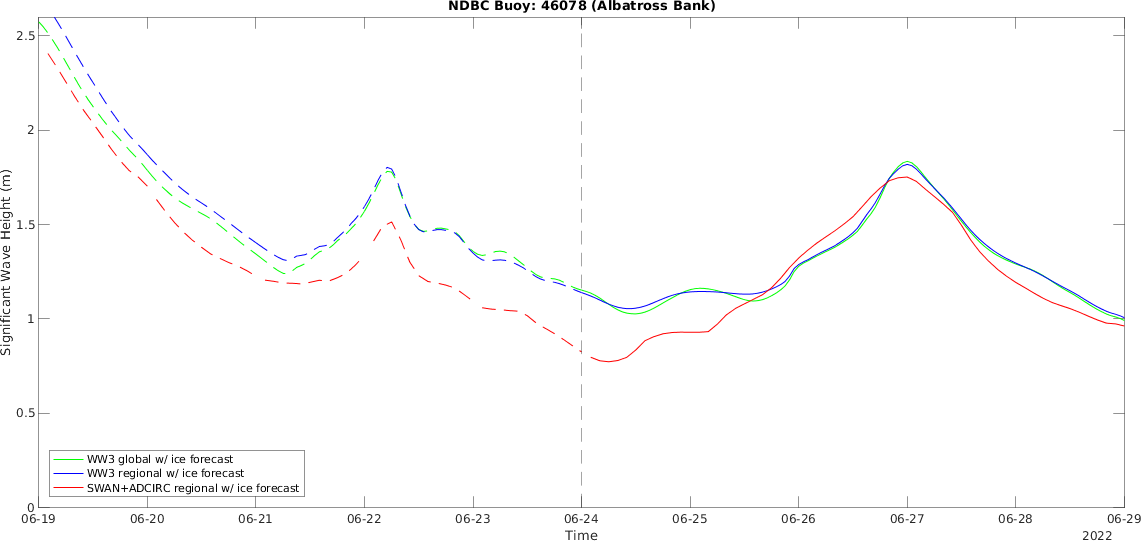 NDBC Buoy: 46078 (Albatross Bank)
Significant Wave Height (m)
2.5
2
1.5
1
0.5
0
WW3 global w/ ice forecast
WW3 regional w/ ice forecast
SWAN+ADCIRC regional w/ ice forecast
06-19 06-20 06-21 06-22 06-23 06-24 06-25 06-26 06-27 06-28 06-29
Time
2022